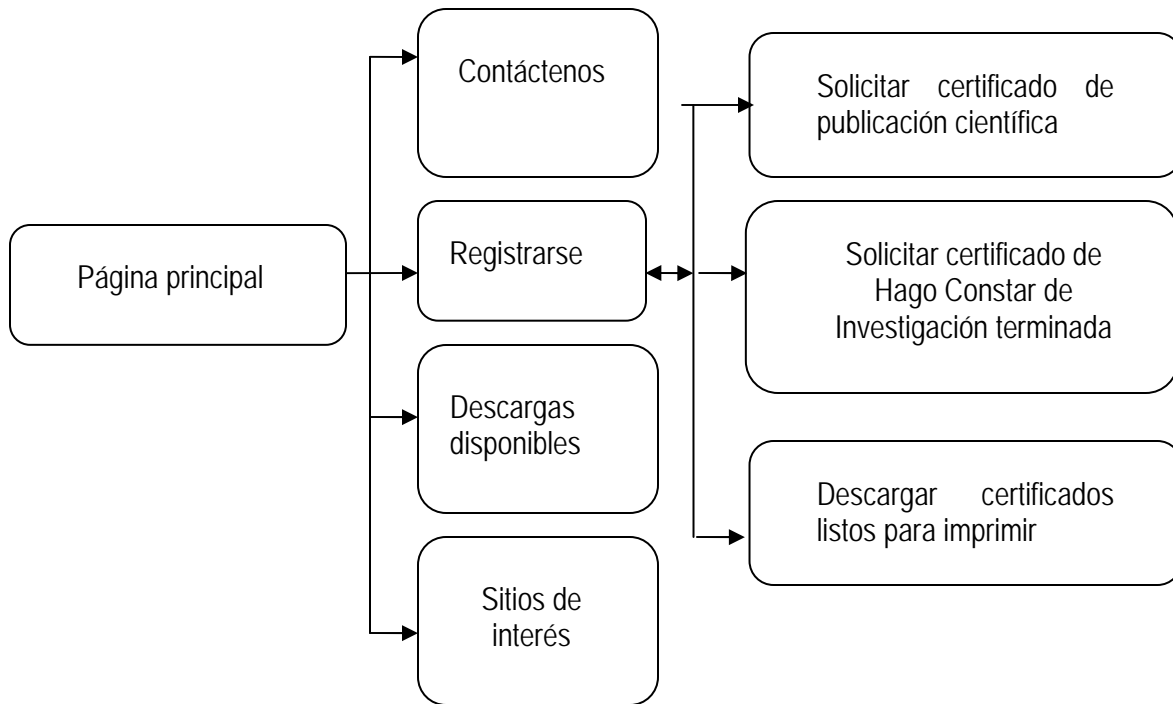 Página principal
Contáctenos
Registrarse
Descargas
disponibles
Sitios de
interés
Solicitar certificado de
publicación científica
Solicitar certificado de
Hago Constar de
Investigación terminada
Descargar certificados
listos para imprimir